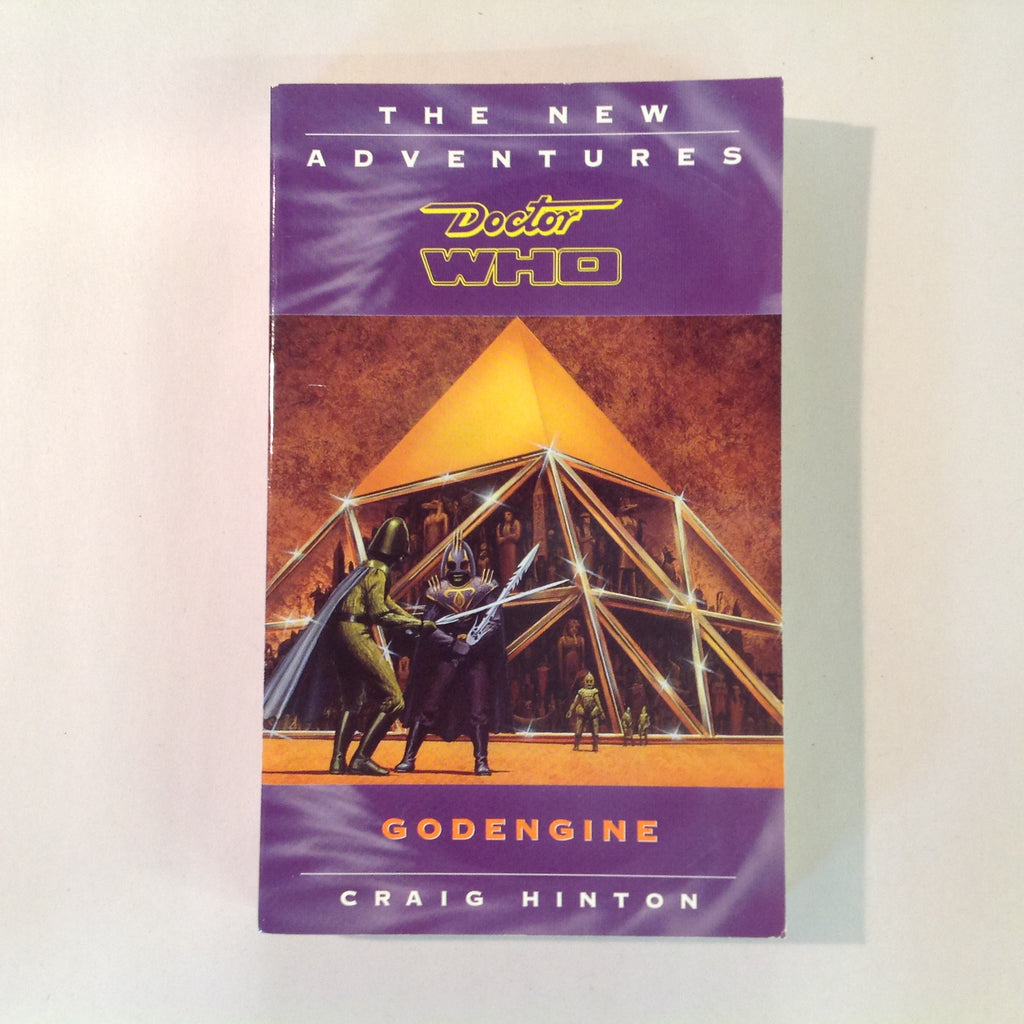 THE NEW
ADVENTURES
Doctor
WHO
GODENGINE
CRAIG HINTON